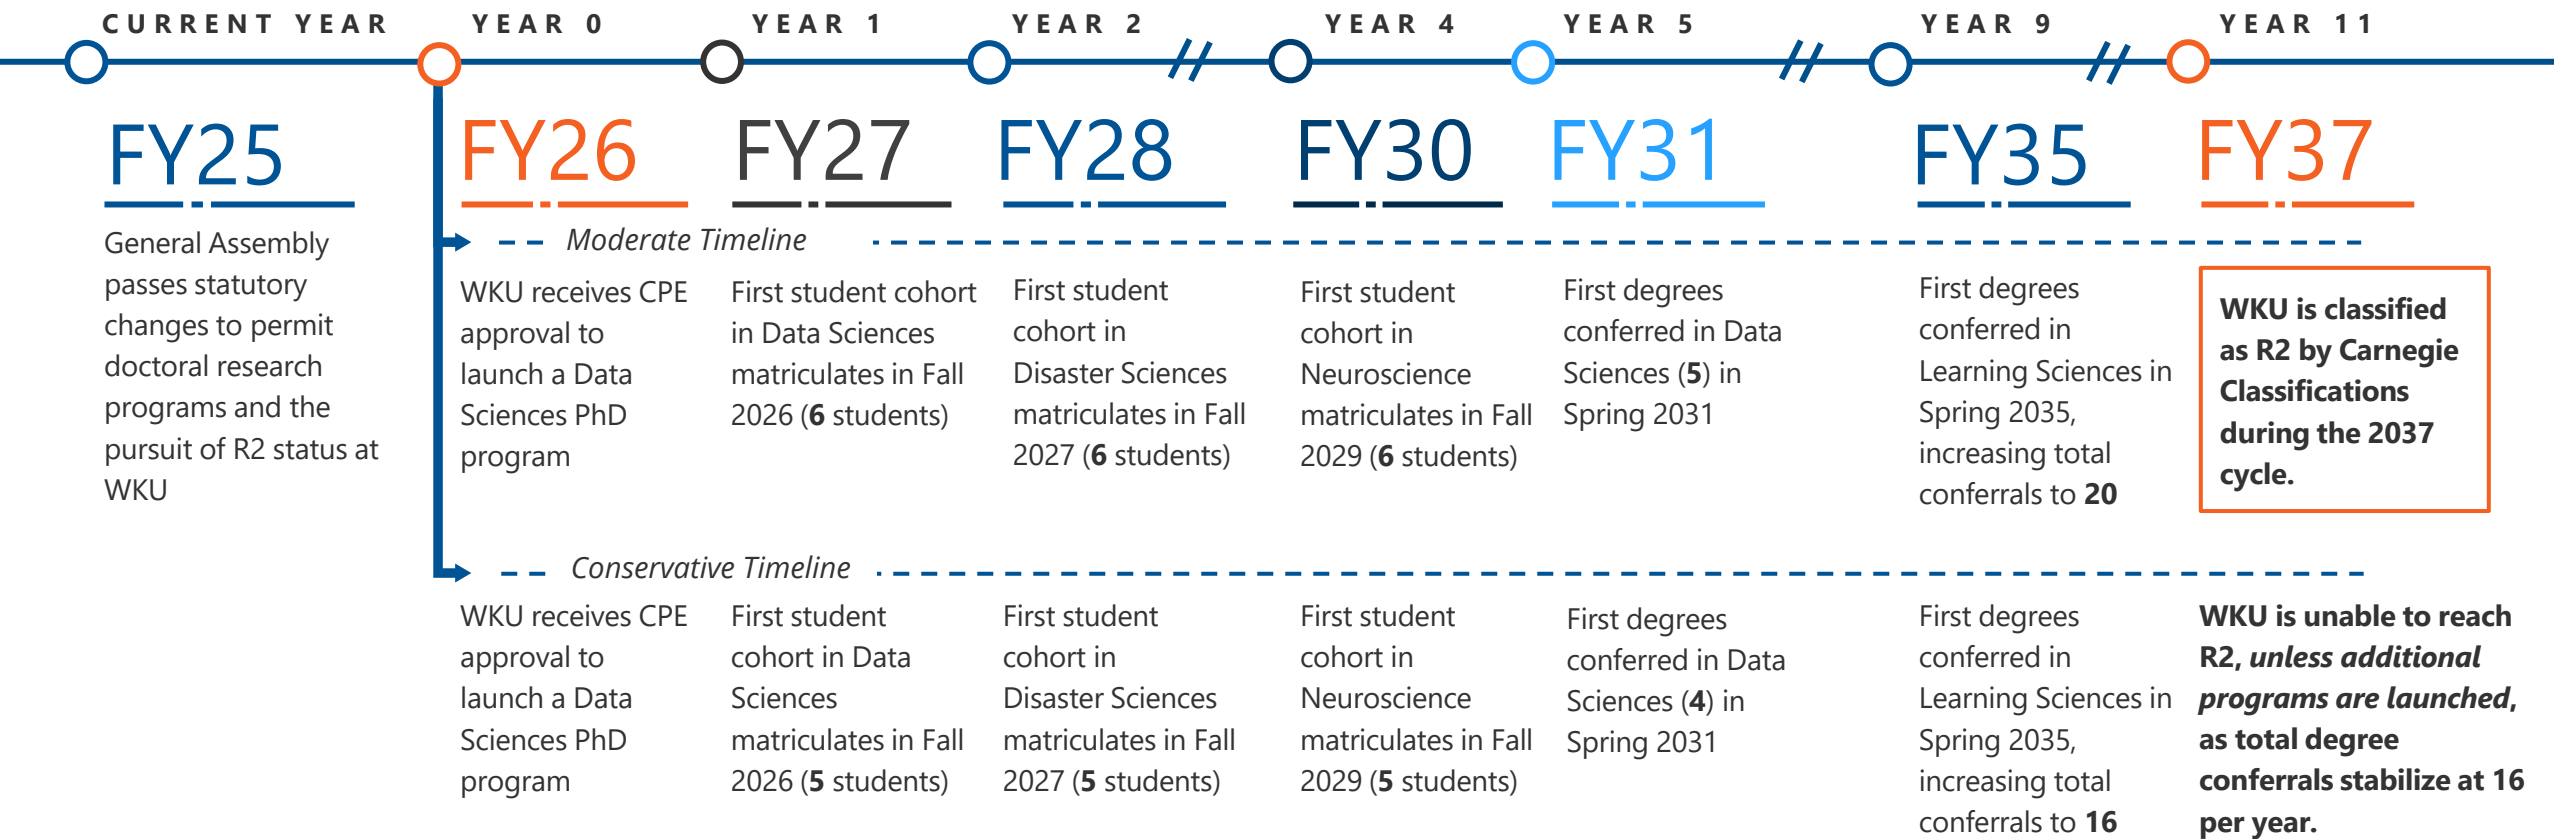 CURRENT YEAR
YEAR 0
YEAR 1
YEAR 2
YEAR 4
YEAR 5
YEAR 9
YEAR 11
FY25
FY26
FY27
FY28
FY30
FY31
FY35
FY37
General Assembly
passes statutory
changes to permit
doctoral research
programs and the
pursuit of R2 status at
WKU
Moderate Timeline
WKU receives CPE
approval to
launch a Data
Sciences PhD
program
First student cohort
in Data Sciences
matriculates in Fall
2026 (6 students)
First student
cohort in
Disaster Sciences
matriculates in Fall
2027 (6 students)
First student
cohort in
Neuroscience
matriculates in Fall
2029 (6 students)
First degrees
conferred in Data
Sciences (5) in
Spring 2031
First degrees
conferred in
Learning Sciences in
Spring 2035,
increasing total
conferrals to 20
WKU is classified
as R2 by Carnegie
Classifications
during the 2037
cycle.
Conservative Timeline
WKU receives CPE
approval to
launch a Data
Sciences PhD
program
First student
cohort in Data
Sciences
matriculates in Fall
2026 (5 students)
First student
cohort in
Disaster Sciences
matriculates in Fall
2027 (5 students)
First student
cohort in
Neuroscience
matriculates in Fall
2029 (5 students)
First degrees
conferred in Data
Sciences (4) in
Spring 2031
First degrees
conferred in
Learning Sciences in
Spring 2035,
increasing total
conferrals to 16
WKU is unable to reach
R2, unless additional
programs are launched,
as total degree
conferrals stabilize at 16
per year.